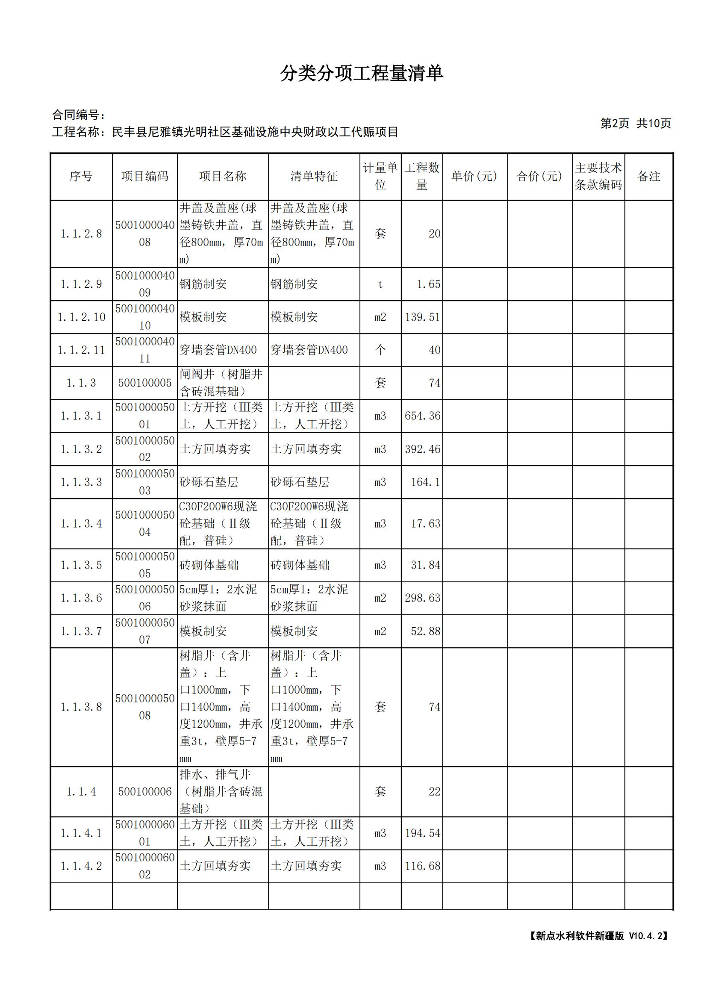 分类分项工程量清单
合同编号：
工程名称：民丰县尼雅镇光明社区基础设施中央财政以工代赈项目
第2页 共10页
序号 项目编码 项目名称 清单特征 计量单位 工程数量 单价(元) 合价(元) 主要技术条款编码 备注
1.1.2.8 500100004008 井盖及盖座(球墨铸铁井盖，直径800mm，厚70mm) 井盖及盖座(球墨铸铁井盖，直径800mm，厚70mm) 套 20
1.1.2.9 500100004009 钢筋制安 钢筋制安 t 1.65
1.1.2.10 500100004010 模板制安 模板制安 m2 139.51
1.1.2.11 500100004011 穿墙套管DN400 穿墙套管DN400 个 40
1.1.3 500100005 闸阀井（树脂井含砖混基础） 套 74
1.1.3.1 500100005001 土方开挖（Ⅲ类土，人工开挖） 土方开挖（Ⅲ类土，人工开挖） m3 654.36
1.1.3.2 500100005002 土方回填夯实 土方回填夯实 m3 392.46
1.1.3.3 500100005003 砂砾石垫层 砂砾石垫层 m3 164.1
1.1.3.4 500100005004 C30F200W6现浇砼基础（Ⅱ级配，普硅） C30F200W6现浇砼基础（Ⅱ级配，普硅） m3 17.63
1.1.3.5 500100005005 砖砌体基础 砖砌体基础 m3 31.84
1.1.3.6 500100005006 5cm厚1：2水泥砂浆抹面 5cm厚1：2水泥砂浆抹面 m2 298.63
1.1.3.7 500100005007 模板制安 模板制安 m2 52.88
1.1.3.8 500100005008 树脂井（含井盖）：上口1000mm，下口1400mm，高度1200mm，井承重3t，壁厚5-7mm 树脂井（含井盖）：上口1000mm，下口1400mm，高度1200mm，井承重3t，壁厚5-7mm 套 74
1.1.4 500100006 排水、排气井（树脂井含砖混基础） 套 22
1.1.4.1 500100006001 土方开挖（Ⅲ类土，人工开挖） 土方开挖（Ⅲ类土，人工开挖） m3 194.54
1.1.4.2 500100006002 土方回填夯实 土方回填夯实 m3 116.68
【新点水利软件新疆版 V10.4.2】